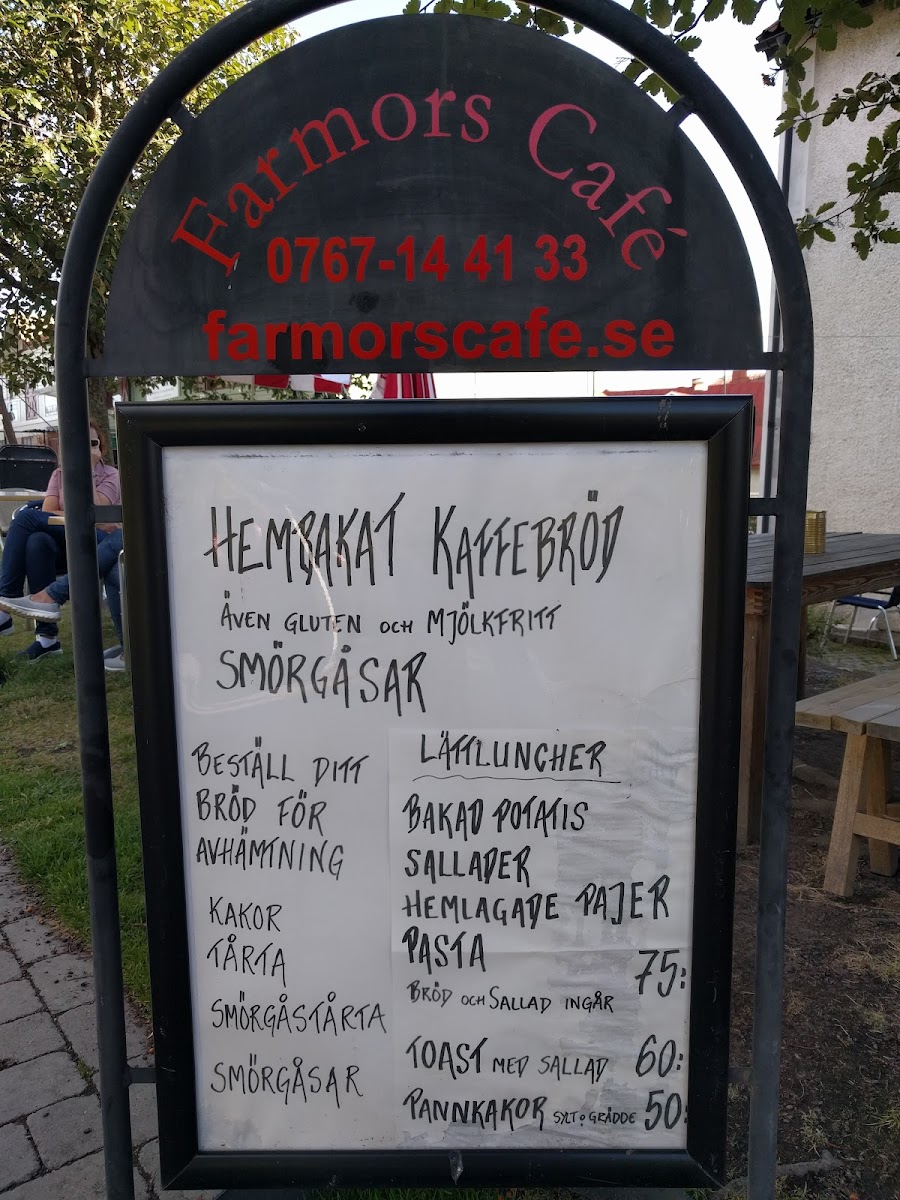 Farmors Café
0767-14 41 33
farmorscafe.se
HEMBAKAT KAFFEBRÖD
ÄVEN GLUTEN OCH MJÖLKFRITT
SMÖRGÅSAR
BESTÄLL DITT
BRÖD FÖR
AVHÄMTNING
KAKOR
TÅRTA
SMÖRGÅSTÅRTA
SMÖRGÅSAR
LÄTTLUNCHER
BAKAD POTATIS
SALLADER
HEMLAGADE PAJER
PASTA 75:
BRÖD OCH SALLAD INGÅR
TOAST MED SALLAD 60:
PANNKAKOR SYLT O GRÄDDE 50: